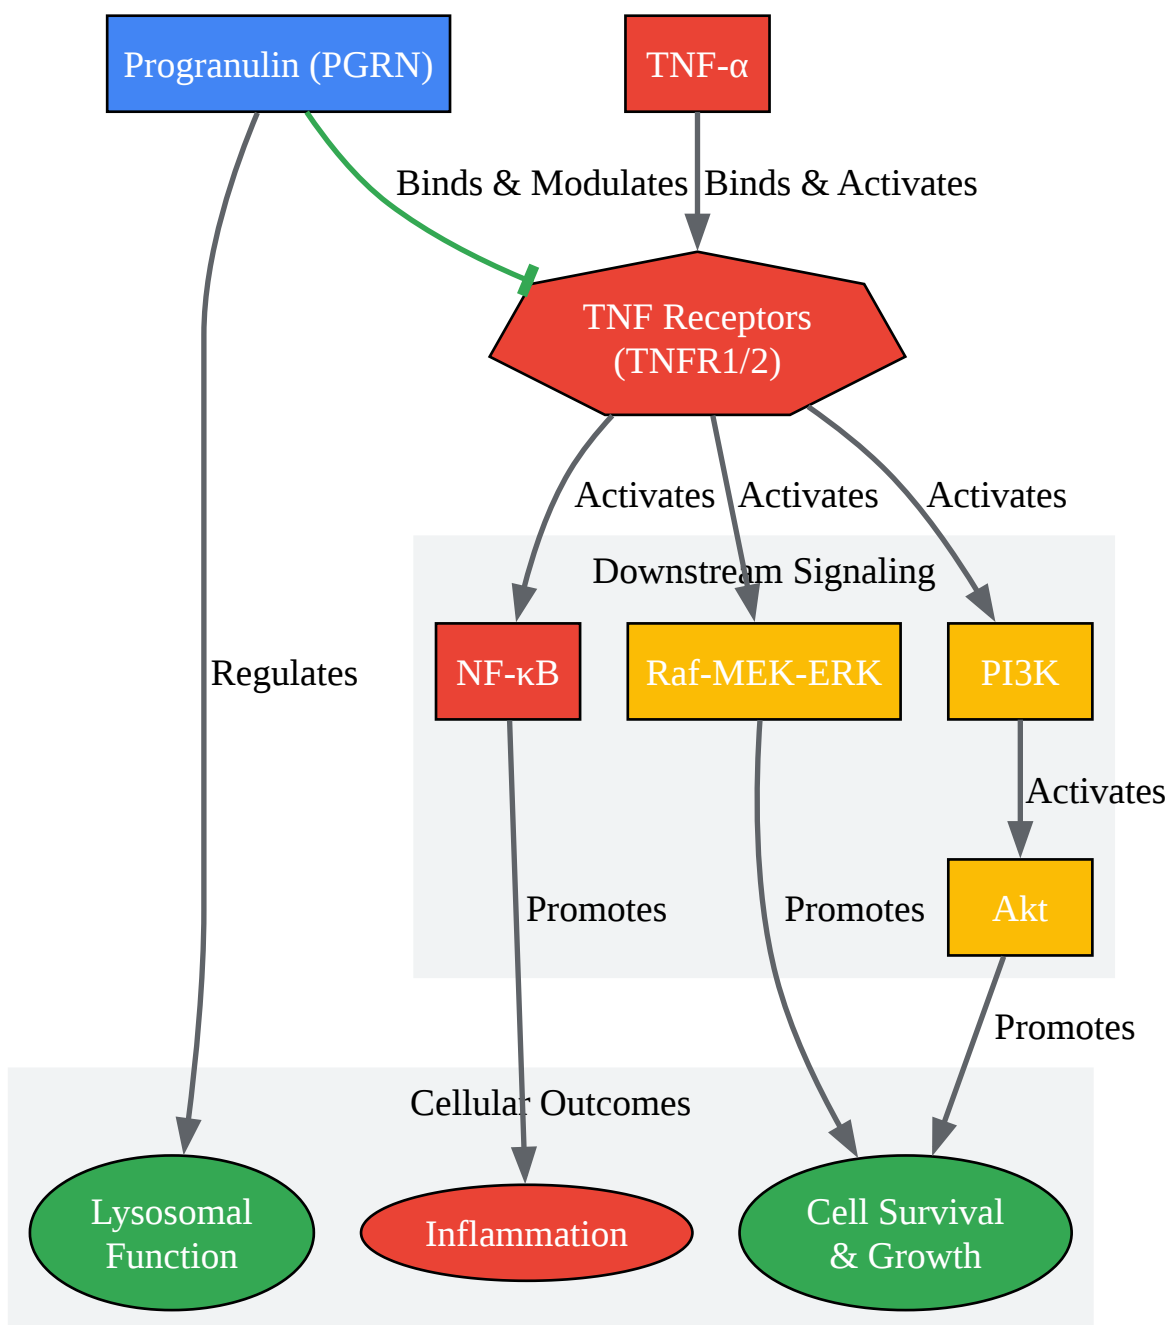 Progranulin (PGRN)
TNF-α
Binds & Modulates
Binds & Activates
TNF Receptors
(TNFR1/2)
Activates
Activates
Activates
Downstream Signaling
NF-κB
Raf-MEK-ERK
PI3K
Regulates
Activates
Promotes
Promotes
Akt
Promotes
Cellular Outcomes
Lysosomal
Function
Inflammation
Cell Survival
& Growth